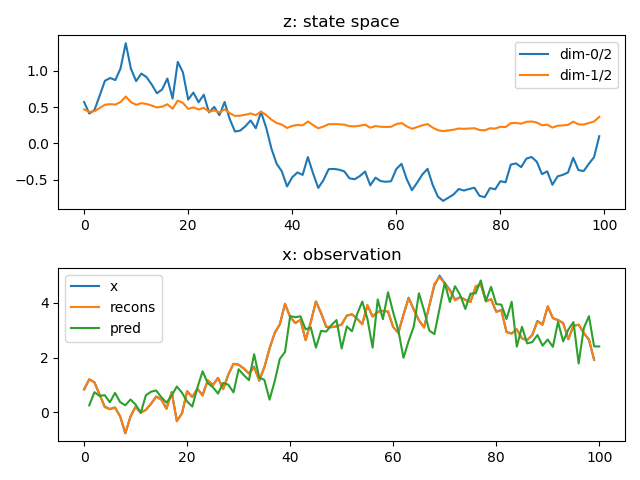 z: state space
1.0
0.5
0.0
−0.5
dim-0/2
dim-1/2
0 20 40 60 80 100
x: observation
4
2
0
x
recons
pred
0 20 40 60 80 100